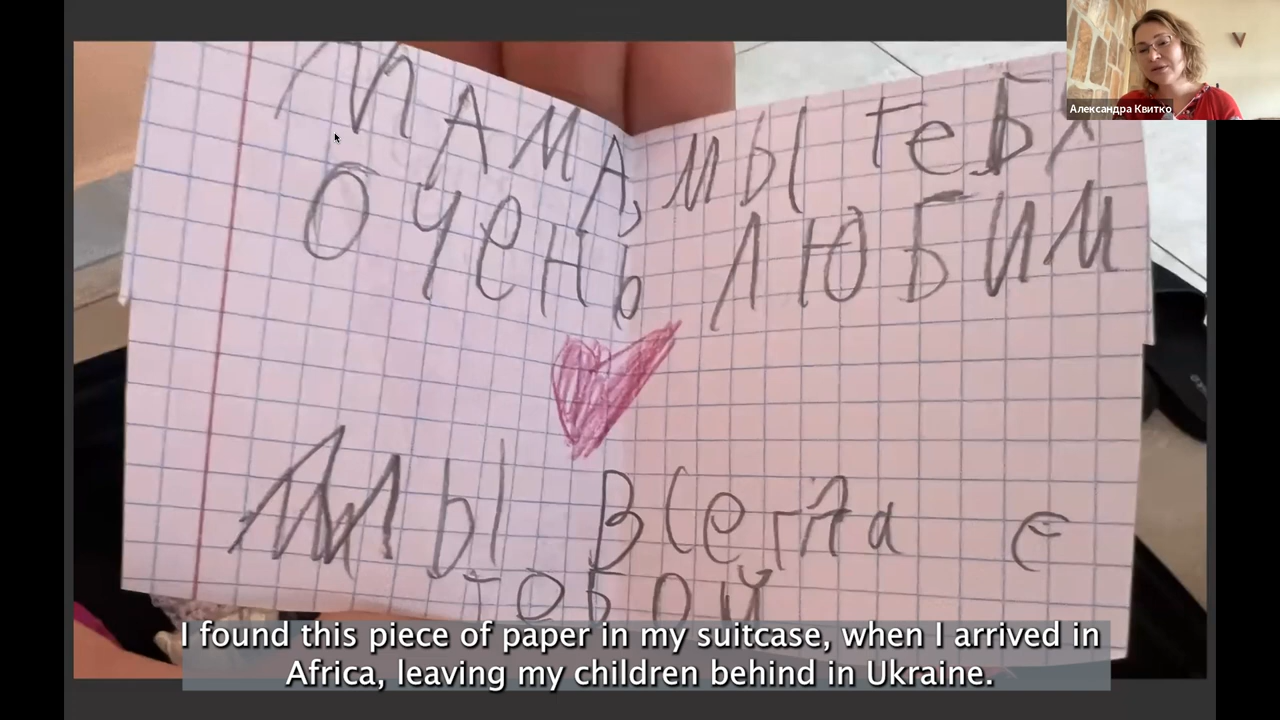 Александра Квитко
МАМА, МЫ ТеБя
Очень ЛЮБИМ
МЫ Всегда с
тобой
I found this piece of paper in my suitcase, when I arrived in
Africa, leaving my children behind in Ukraine.